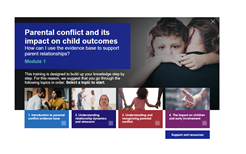 Parental conflict and its
impact on child outcomes
How can I use the evidence base to support
parent relationships?
Module 1
This training is designed to build up your knowledge step by
step. For this reason, we suggest that you go through the
following topics in order. Select a topic to start.
1. Introduction to parental
conflict evidence base
2. Understanding
relationship dynamics
and stressors
3. Understanding and
recognising parental
conflict
4. The impact on children
and early involvement
Support and resources